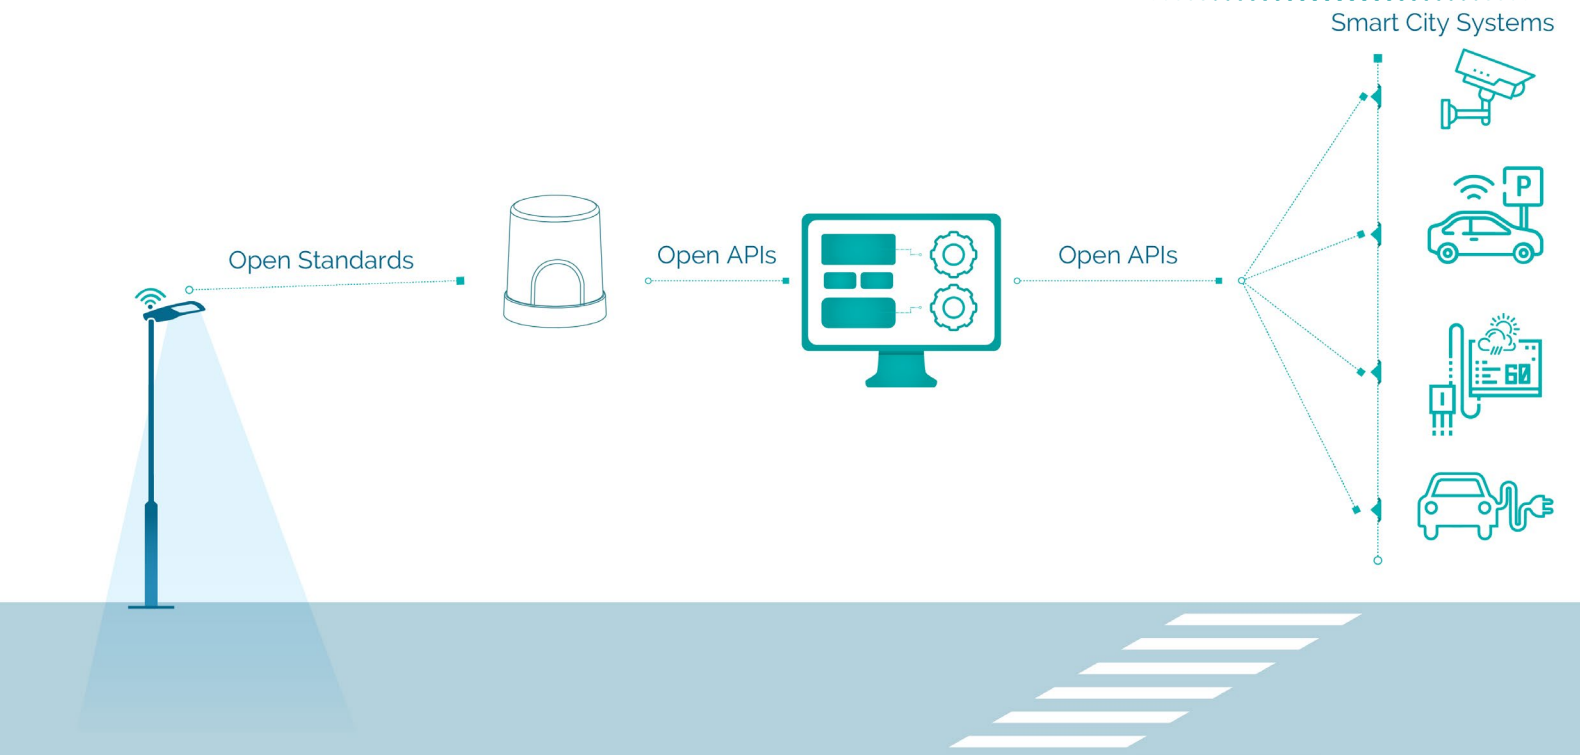 Smart City Systems
Open Standards
Open APIs
Open APIs
P
60